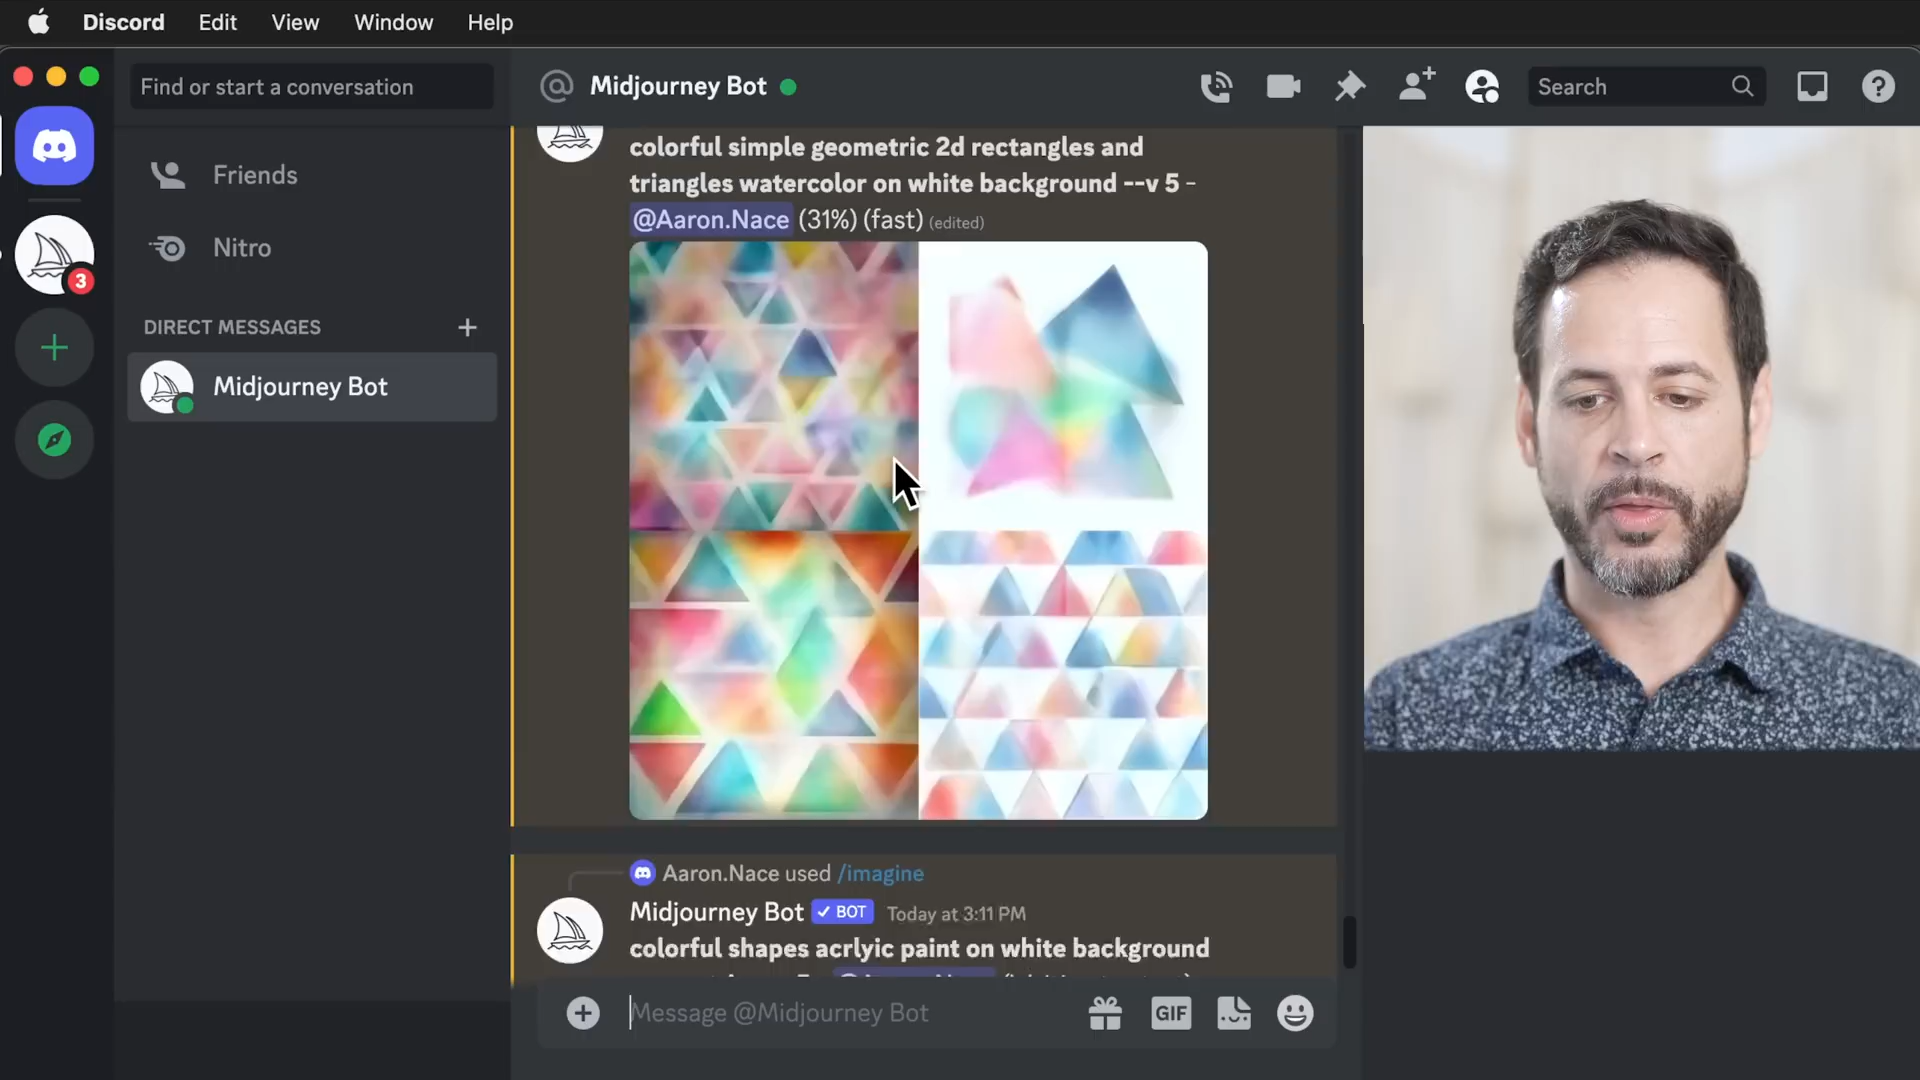 Discord Edit View Window Help
Find or start a conversation
Midjourney Bot
Search
Friends
3
Nitro
DIRECT MESSAGES
Midjourney Bot
colorful simple geometric 2d rectangles and
triangles watercolor on white background --v 5 -
@Aaron.Nace (31%) (fast) (edited)
Aaron.Nace used /imagine
Midjourney Bot BOT Today at 3:11 PM
colorful shapes acrlyic paint on white background
Message @Midjourney Bot
GIF